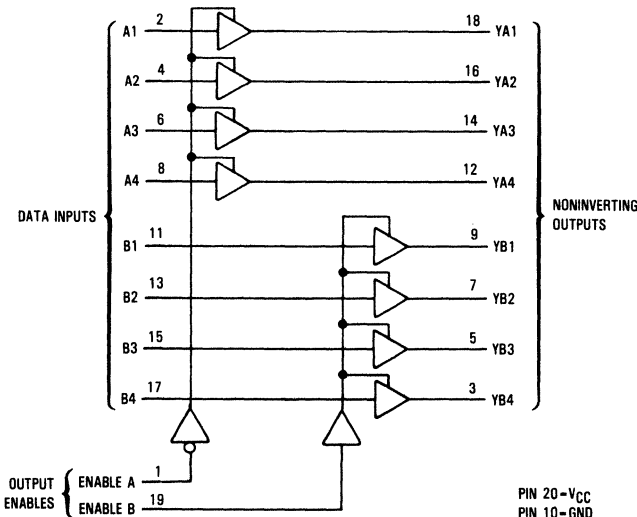 A1 2 18 YA1
A2 4 16 YA2
A3 6 14 YA3
A4 8 12 YA4
DATA INPUTS
NONINVERTING
OUTPUTS
B1 11 9 YB1
B2 13 7 YB2
B3 15 5 YB3
B4 17 3 YB4
OUTPUT
ENABLES
ENABLE A 1
ENABLE B 19
PIN 20=VCC
PIN 10=GND